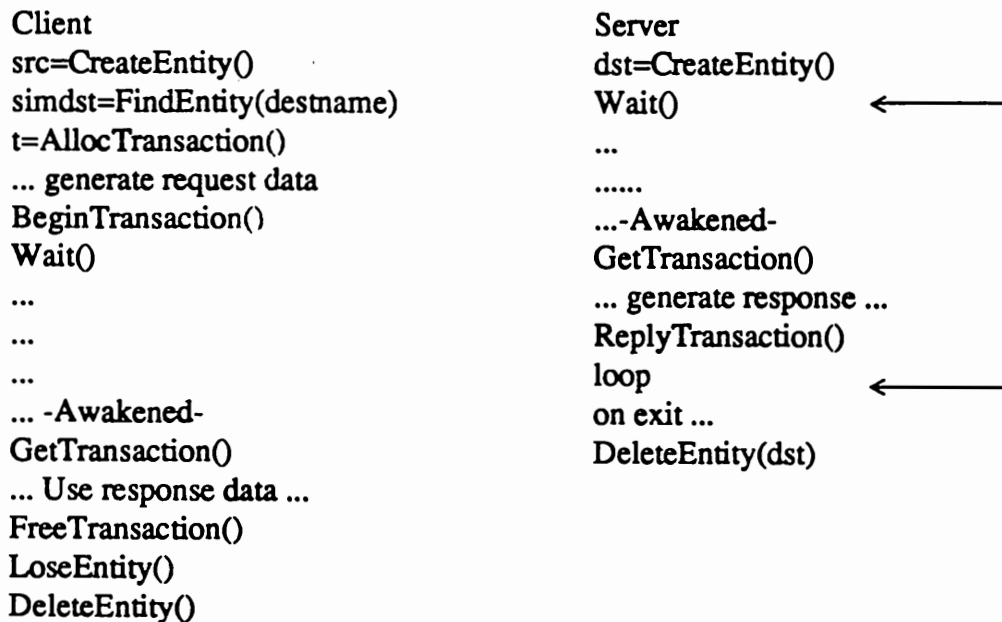 Client
src=CreateEntity()
simdst=FindEntity(destname)
t=AllocTransaction()
... generate request data
BeginTransaction()
Wait()
...
...
...
... -Awakened-
GetTransaction()
... Use response data ...
FreeTransaction()
LoseEntity()
DeleteEntity()
Server
dst=CreateEntity()
Wait()
...
......
...-Awakened-
GetTransaction()
... generate response ...
ReplyTransaction()
loop
on exit ...
DeleteEntity(dst)